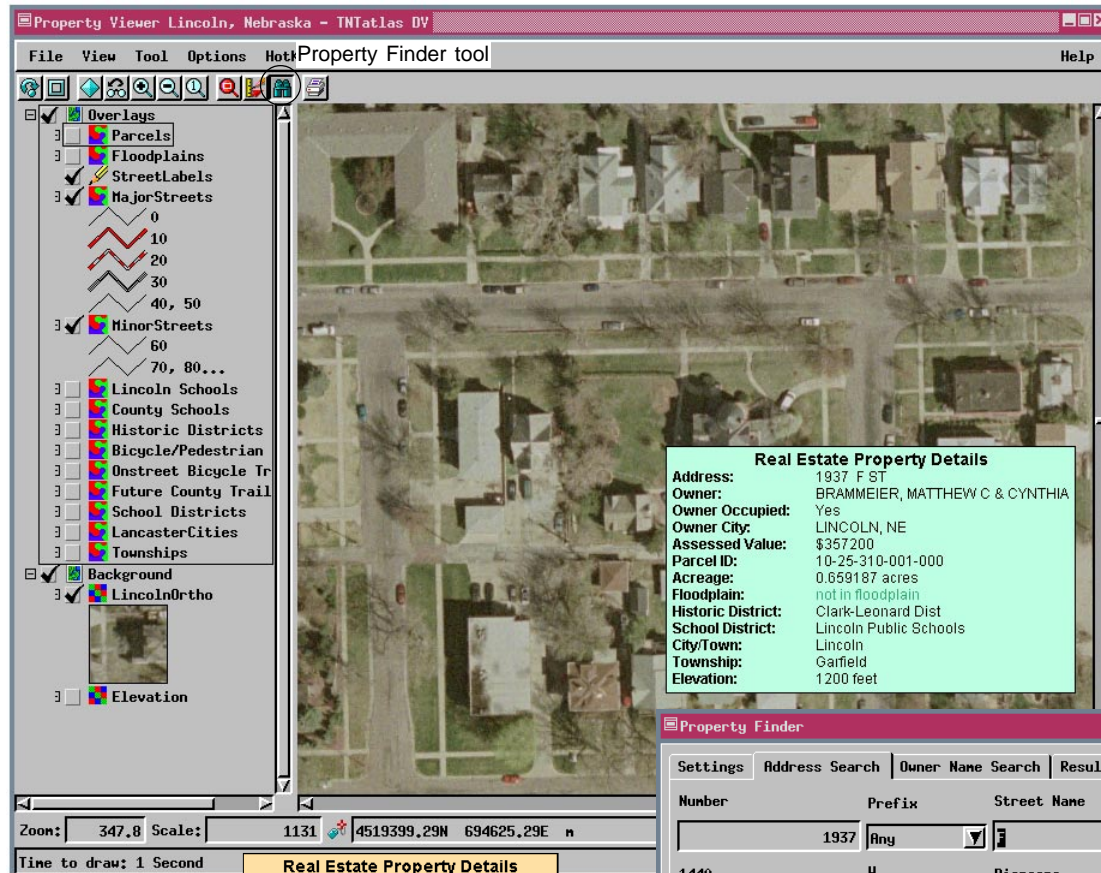 Property Viewer Lincoln, Nebraska - TNTatlas DV
File View Tool Options Hot
Help
Property Finder tool
Overlays
Parcels
Floodplains
StreetLabels
MajorStreets
0
10
20
30
40, 50
MinorStreets
60
70, 80...
Lincoln Schools
County Schools
Historic Districts
Bicycle/Pedestrian
Onstreet Bicycle Tr
Future County Trail
School Districts
LancasterCities
Townships
Background
LincolnOrtho
Elevation
Real Estate Property Details
Address: 1937 F ST
Owner: BRAMMEIER, MATTHEW C & CYNTHIA
Owner Occupied: Yes
Owner City: LINCOLN, NE
Assessed Value: $357200
Parcel ID: 10-25-310-001-000
Acreage: 0.659187 acres
Floodplain: not in floodplain
Historic District: Clark-Leonard Dist
School District: Lincoln Public Schools
City/Town: Lincoln
Township: Garfield
Elevation: 1200 feet
Property Finder
Settings Address Search Owner Name Search Resul
Number Prefix Street Name
1937 Any F
Zoom: 347.8 Scale: 1131 4519399.29N 694625.29E m
Time to draw: 1 Second
Real Estate Property Details